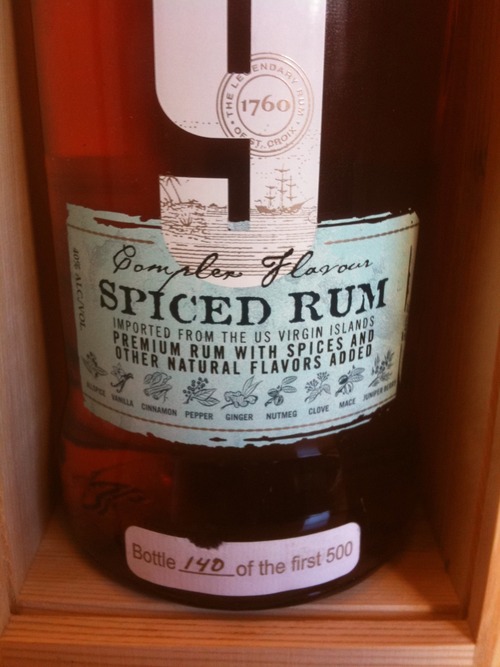 9
THE LEGENDARY RUM
1760
OF ST. CROIX
Complex Flavour
SPICED RUM
40% ALC/VOL
IMPORTED FROM THE US VIRGIN ISLANDS
PREMIUM RUM WITH SPICES AND
OTHER NATURAL FLAVORS ADDED
ALLSPICE VANILLA CINNAMON PEPPER GINGER NUTMEG CLOVE MACE JUNIPER BERRY
Bottle 140 of the first 500